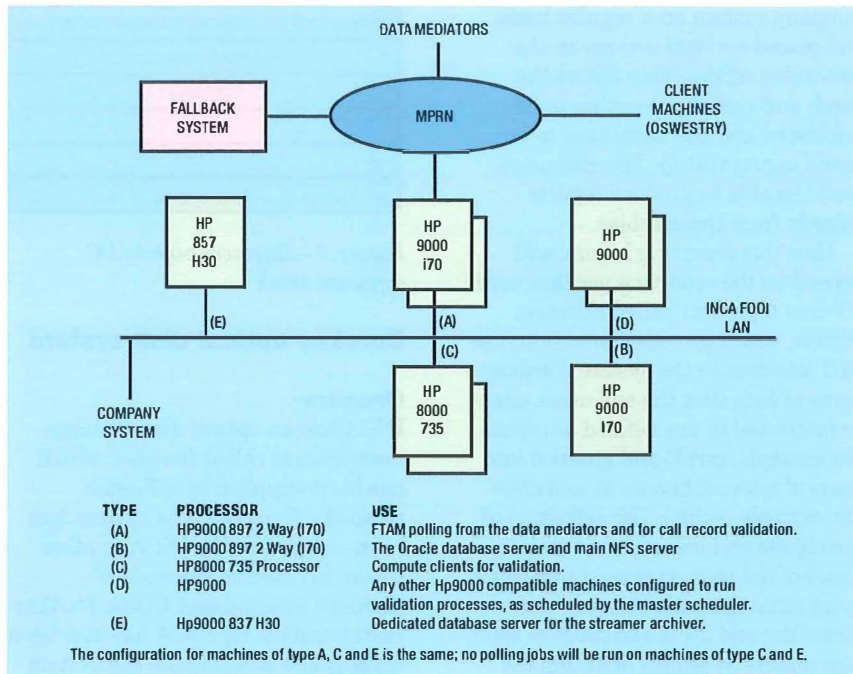 DATA MEDIATORS
FALLBACK
SYSTEM
MPRN
CLIENT
MACHINES
(OSWESTRY)
HP
857
H30
HP
9000
i70
HP
9000
(E)
(A)
(D)
INCA FOOI
LAN
(C)
(B)
COMPANY
SYSTEM
HP
8000
735
HP
9000
I70
TYPE PROCESSOR USE
(A) HP9000 897 2 Way (I70) FTAM polling from the data mediators and for call record validation.
(B) HP9000 897 2 Way (I70) The Oracle database server and main NFS server
(C) HP8000 735 Processor Compute clients for validation.
(D) HP9000 Any other Hp9000 compatible machines configured to run
validation processes, as scheduled by the master scheduler.
(E) Hp9000 837 H30 Dedicated database server for the streamer archiver.
The configuration for machines of type A, C and E is the same; no polling jobs will be run on machines of type C and E.